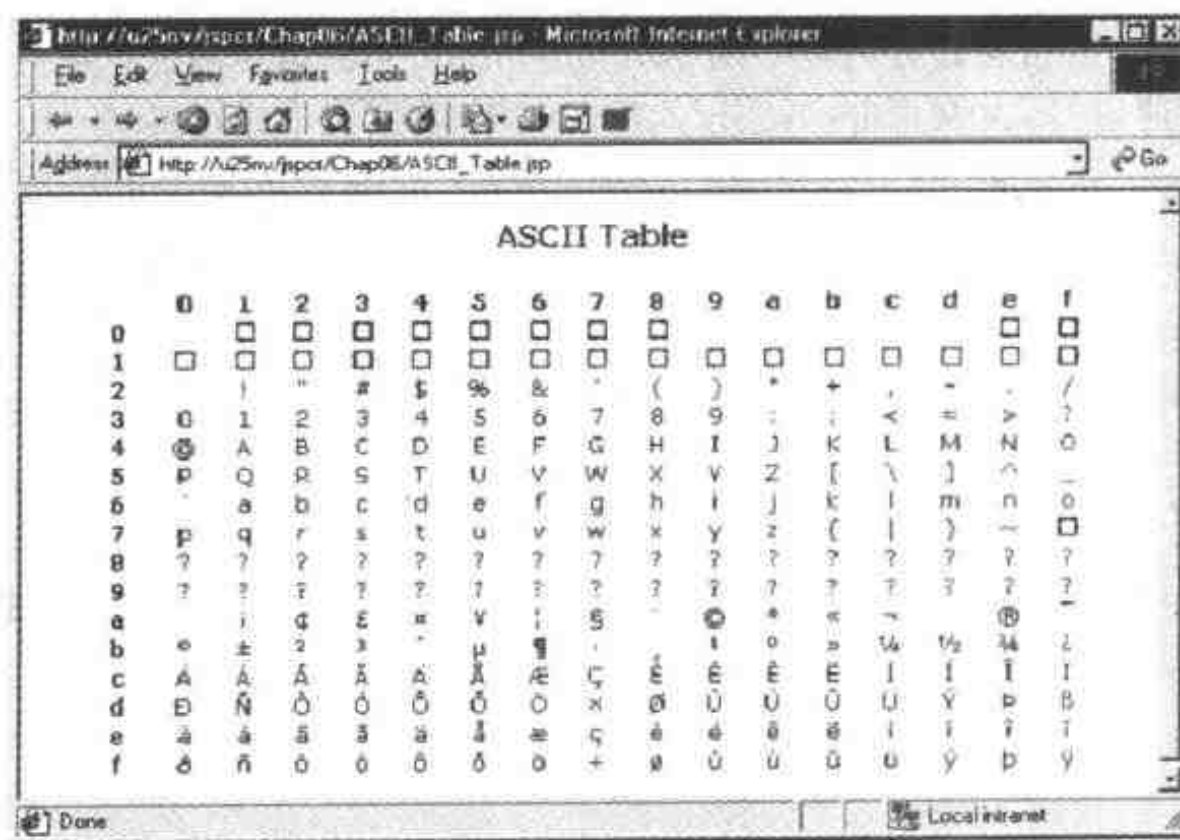 http://u25nv/jspcr/Chap06/ASCII_Table.jsp - Microsoft Internet Explorer
File Edit View Favorites Tools Help
Address http://u25nv/jspcr/Chap06/ASCII_Table.jsp Go
ASCII Table
0 1 2 3 4 5 6 7 8 9 a b c d e f
0 □ □ □ □ □ □ □ □ □ □
1 □ □ □ □ □ □ □ □ □ □ □ □ □ □ □ □
2 ! " # $ % & ' ( ) * + , - . /
3 0 1 2 3 4 5 6 7 8 9 : ; < = > ?
4 @ A B C D E F G H I J K L M N O
5 P Q R S T U V W X Y Z [ \ ] ^ _
6 ` a b c d e f g h i j k l m n o
7 p q r s t u v w x y z { | } ~ □
8 ? ? ? ? ? ? ? ? ? ? ? ? ? ? ? ?
9 ? ? ? ? ? ? ? ? ? ? ? ? ? ? ? ?
a ¡ ¢ £ ¤ ¥ ¦ § ¨ © ª « ¬ ® ¯
b ° ± ² ³ ´ µ ¶ · ¸ ¹ º » ¼ ½ ¾ ¿
c À Á Â Ã Ä Å Æ Ç È É Ê Ë Ì Í Î Ï
d Ð Ñ Ò Ó Ô Õ Ö × Ø Ù Ú Û Ü Ý Þ ß
e à á â ã ä å æ ç è é ê ë ì í î ï
f ð ñ ò ó ô õ ö ÷ ø ù ú û ü ý þ ÿ
Done Local intranet